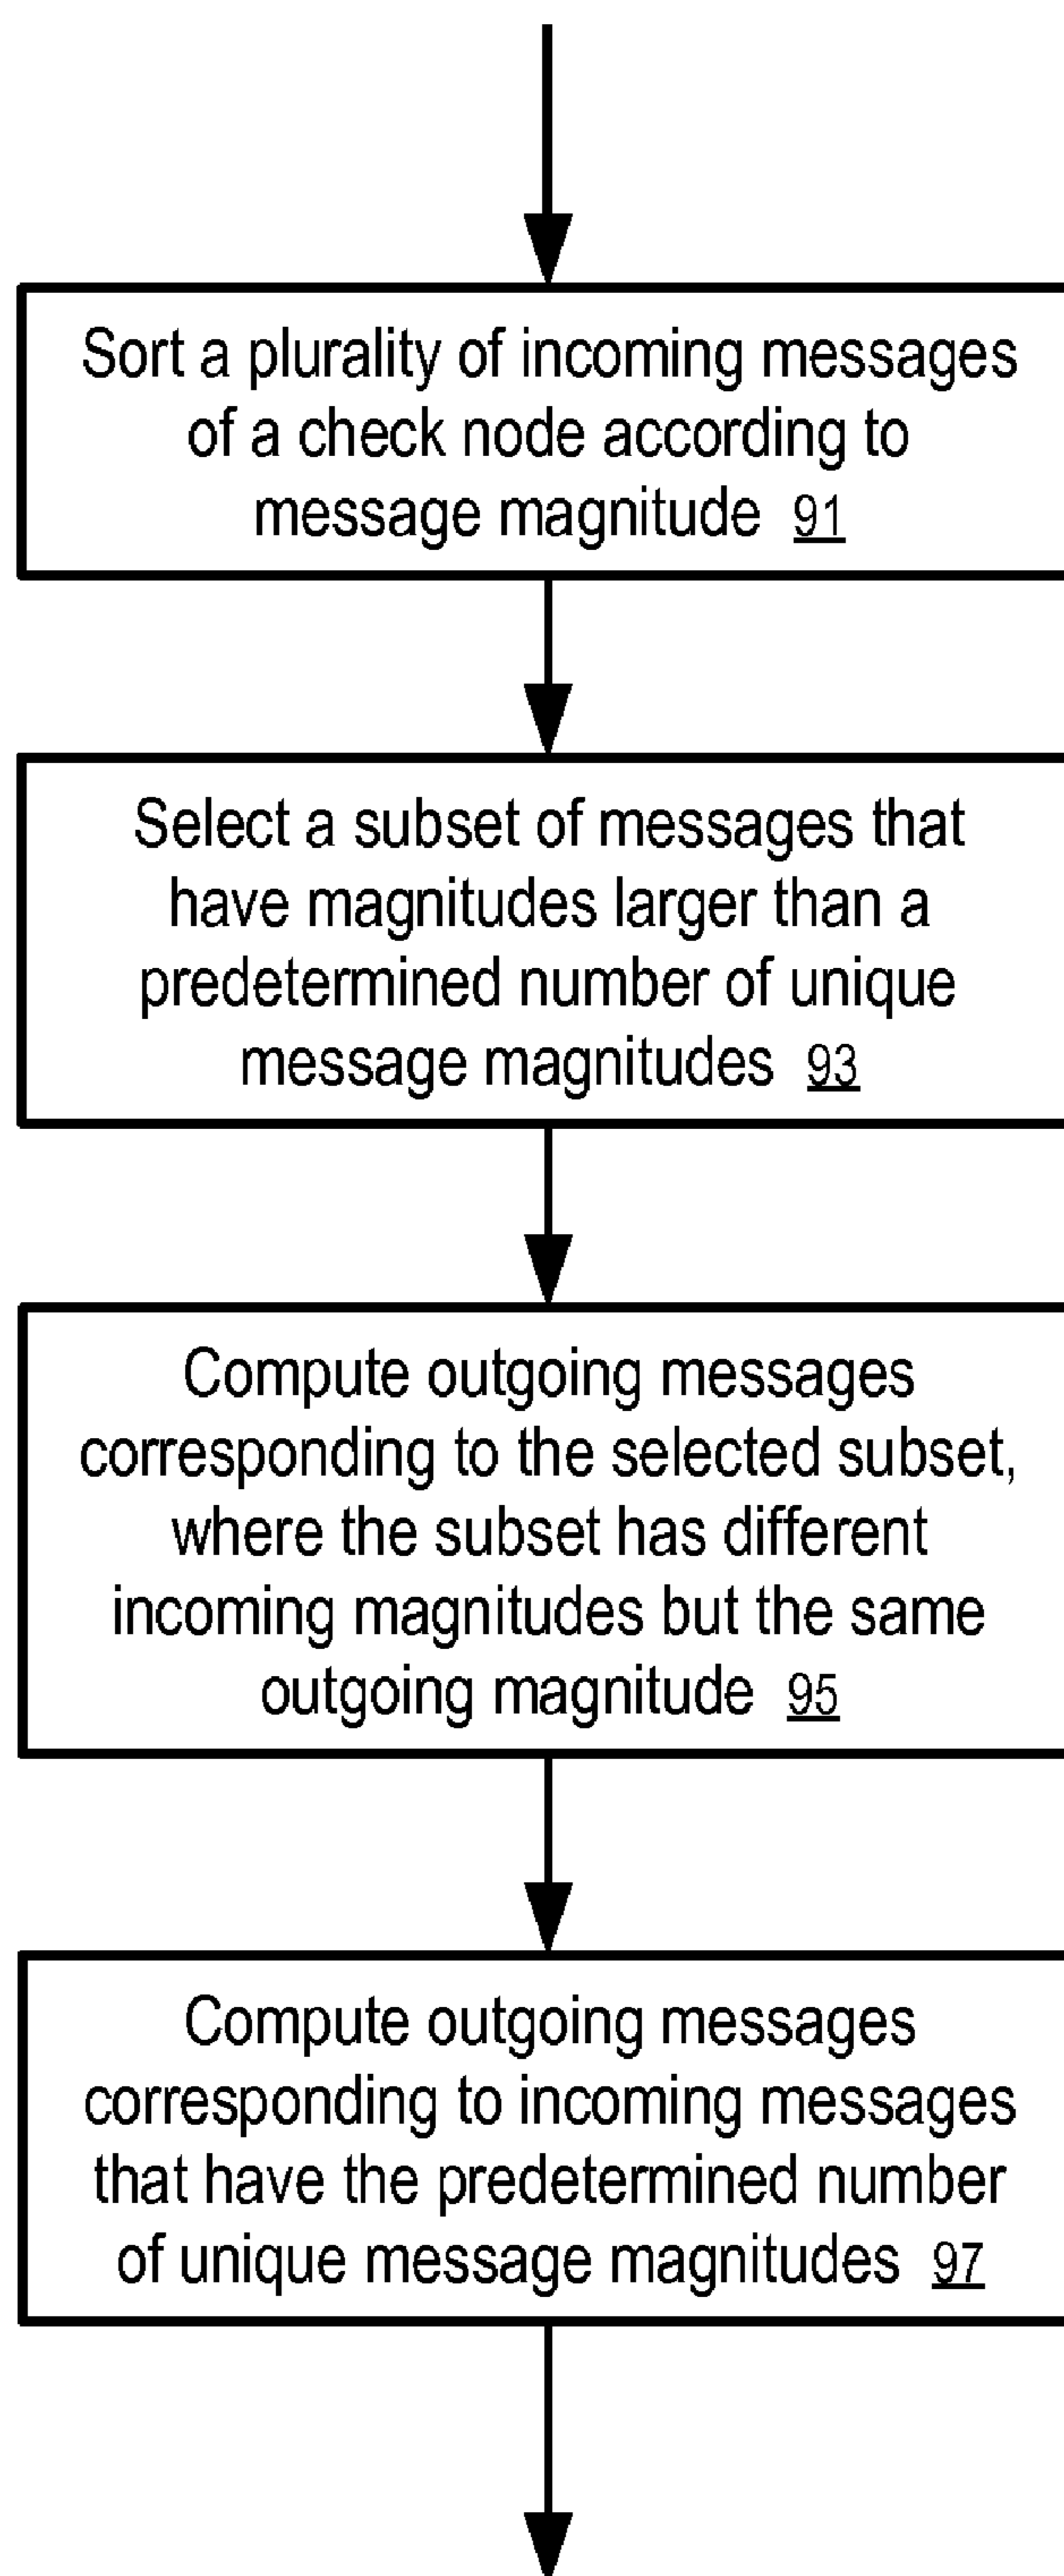 Sort a plurality of incoming messages
of a check node according to
message magnitude 91
Select a subset of messages that
have magnitudes larger than a
predetermined number of unique
message magnitudes 93
Compute outgoing messages
corresponding to the selected subset,
where the subset has different
incoming magnitudes but the same
outgoing magnitude 95
Compute outgoing messages
corresponding to incoming messages
that have the predetermined number
of unique message magnitudes 97